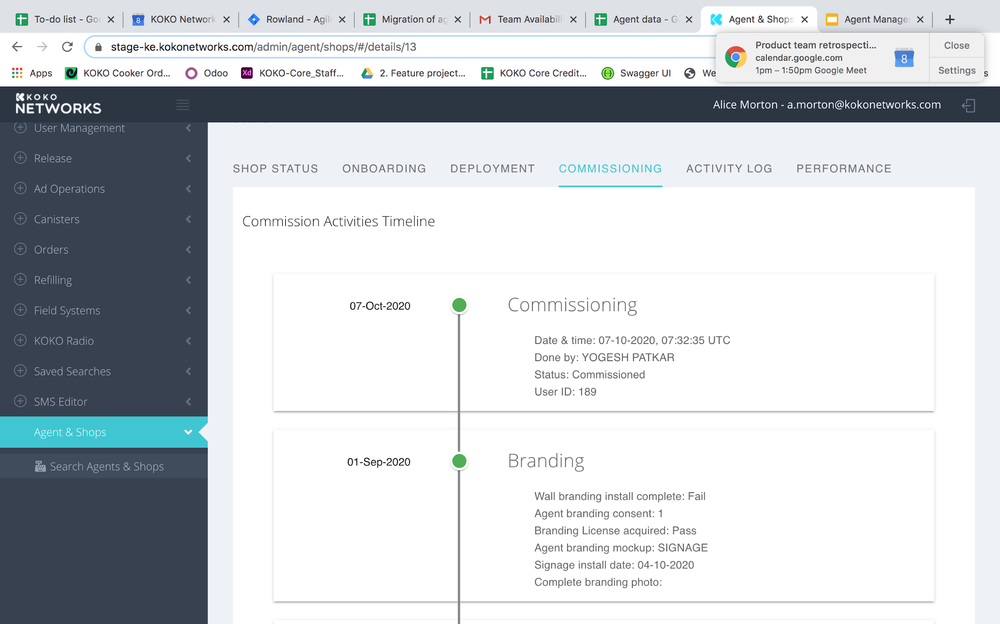 To-do list - Goo
KOKO Network
Rowland - Agile
Migration of ag
Team Availabili
Agent data - G
Agent & Shops
Agent Manager
stage-ke.kokonetworks.com/admin/agent/shops/#/details/13
Product team retrospecti...
calendar.google.com
1pm – 1:50pm Google Meet
8
Close
Settings
Apps
KOKO Cooker Ord...
Odoo
Xd
KOKO-Core_Staff...
2. Feature project...
KOKO Core Credit...
Swagger UI
We
s
KOKO
NETWORKS
Alice Morton - a.morton@kokonetworks.com
User Management
Release
Ad Operations
Canisters
Orders
Refilling
Field Systems
KOKO Radio
Saved Searches
SMS Editor
Agent & Shops
Search Agents & Shops
SHOP STATUS
ONBOARDING
DEPLOYMENT
COMMISSIONING
ACTIVITY LOG
PERFORMANCE
Commission Activities Timeline
07-Oct-2020
Commissioning
Date & time: 07-10-2020, 07:32:35 UTC
Done by: YOGESH PATKAR
Status: Commissioned
User ID: 189
01-Sep-2020
Branding
Wall branding install complete: Fail
Agent branding consent: 1
Branding License acquired: Pass
Agent branding mockup: SIGNAGE
Signage install date: 04-10-2020
Complete branding photo: